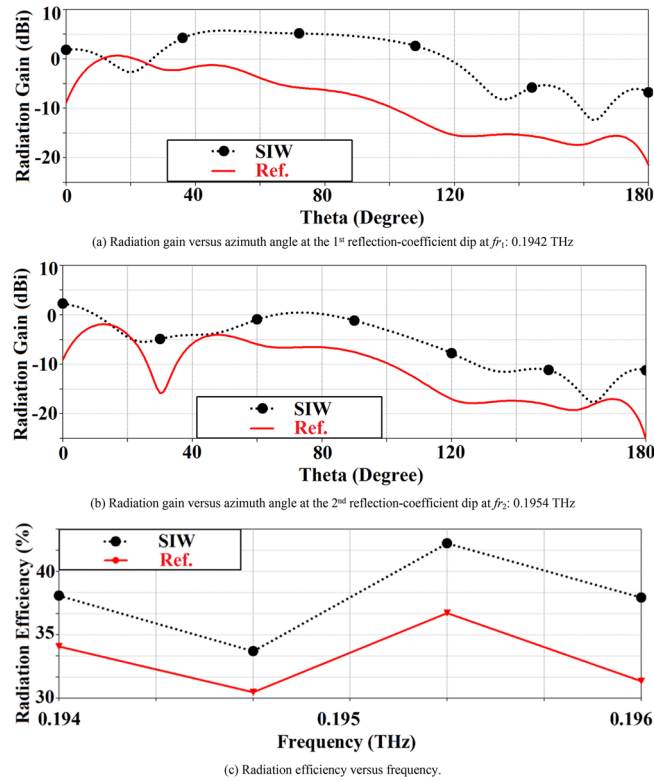 Radiation Gain (dBi)
10
0
-10
-20
SIW
Ref.
0 40 80 120 180
Theta (Degree)
(a) Radiation gain versus azimuth angle at the 1st reflection-coefficient dip at fr1: 0.1942 THz
Radiation Gain (dBi)
10
0
-10
-20
SIW
Ref.
0 40 80 120 180
Theta (Degree)
(b) Radiation gain versus azimuth angle at the 2nd reflection-coefficient dip at fr2: 0.1954 THz
Radiation Efficiency (%)
SIW
Ref.
40
35
30
0.194 0.195 0.196
Frequency (THz)
(c) Radiation efficiency versus frequency.